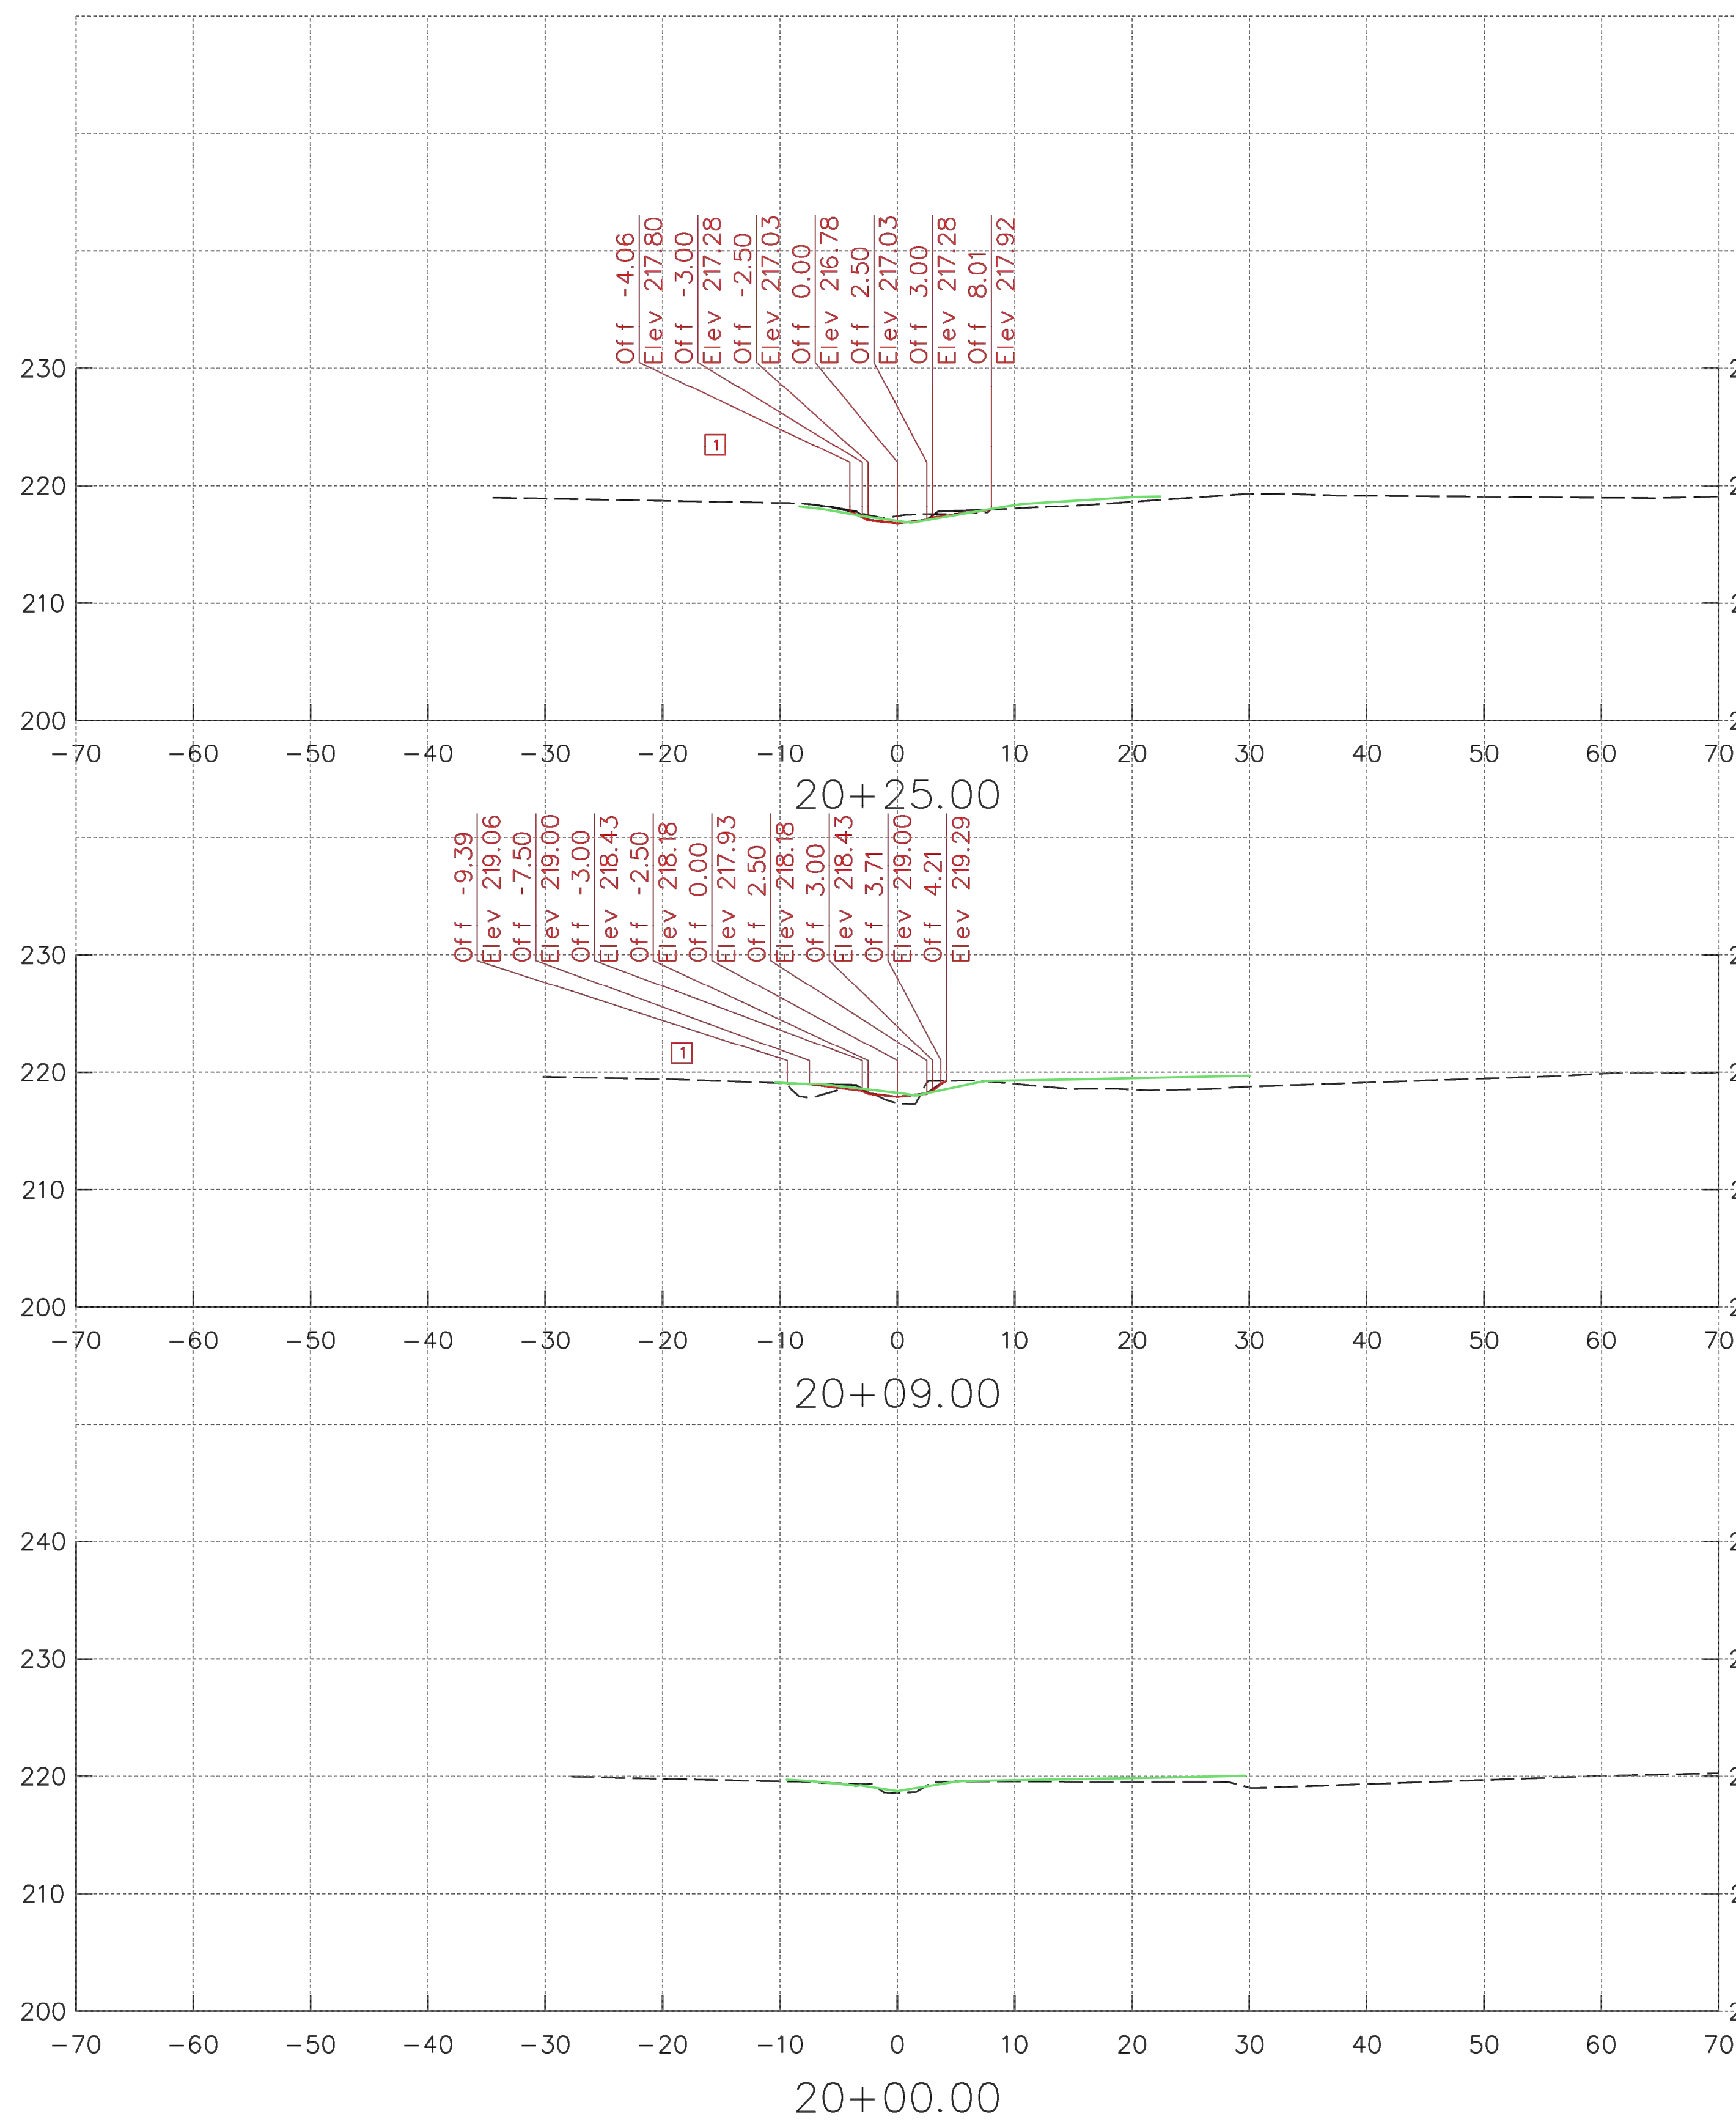 Off -4.06
Elev 217.80
Off -3.00
Elev 217.28
Off -2.50
Elev 217.03
Off 0.00
Elev 216.78
Off 2.50
Elev 217.03
Off 3.00
Elev 217.28
Off 8.01
Elev 217.92
230
1
220
210
200
-70 -60 -50 -40 -30 -20 -10 0 10 20 30 40 50 60 70
20+25.00
Off -9.39
Elev 219.06
Off -7.50
Elev 219.00
Off -3.00
Elev 218.43
Off -2.50
Elev 218.18
Off 0.00
Elev 217.93
Off 2.50
Elev 218.18
Off 3.00
Elev 218.43
Off 3.71
Elev 219.00
Off 4.21
Elev 219.29
230
1
220
210
200
-70 -60 -50 -40 -30 -20 -10 0 10 20 30 40 50 60 70
20+09.00
240
230
220
210
200
-70 -60 -50 -40 -30 -20 -10 0 10 20 30 40 50 60 70
20+00.00